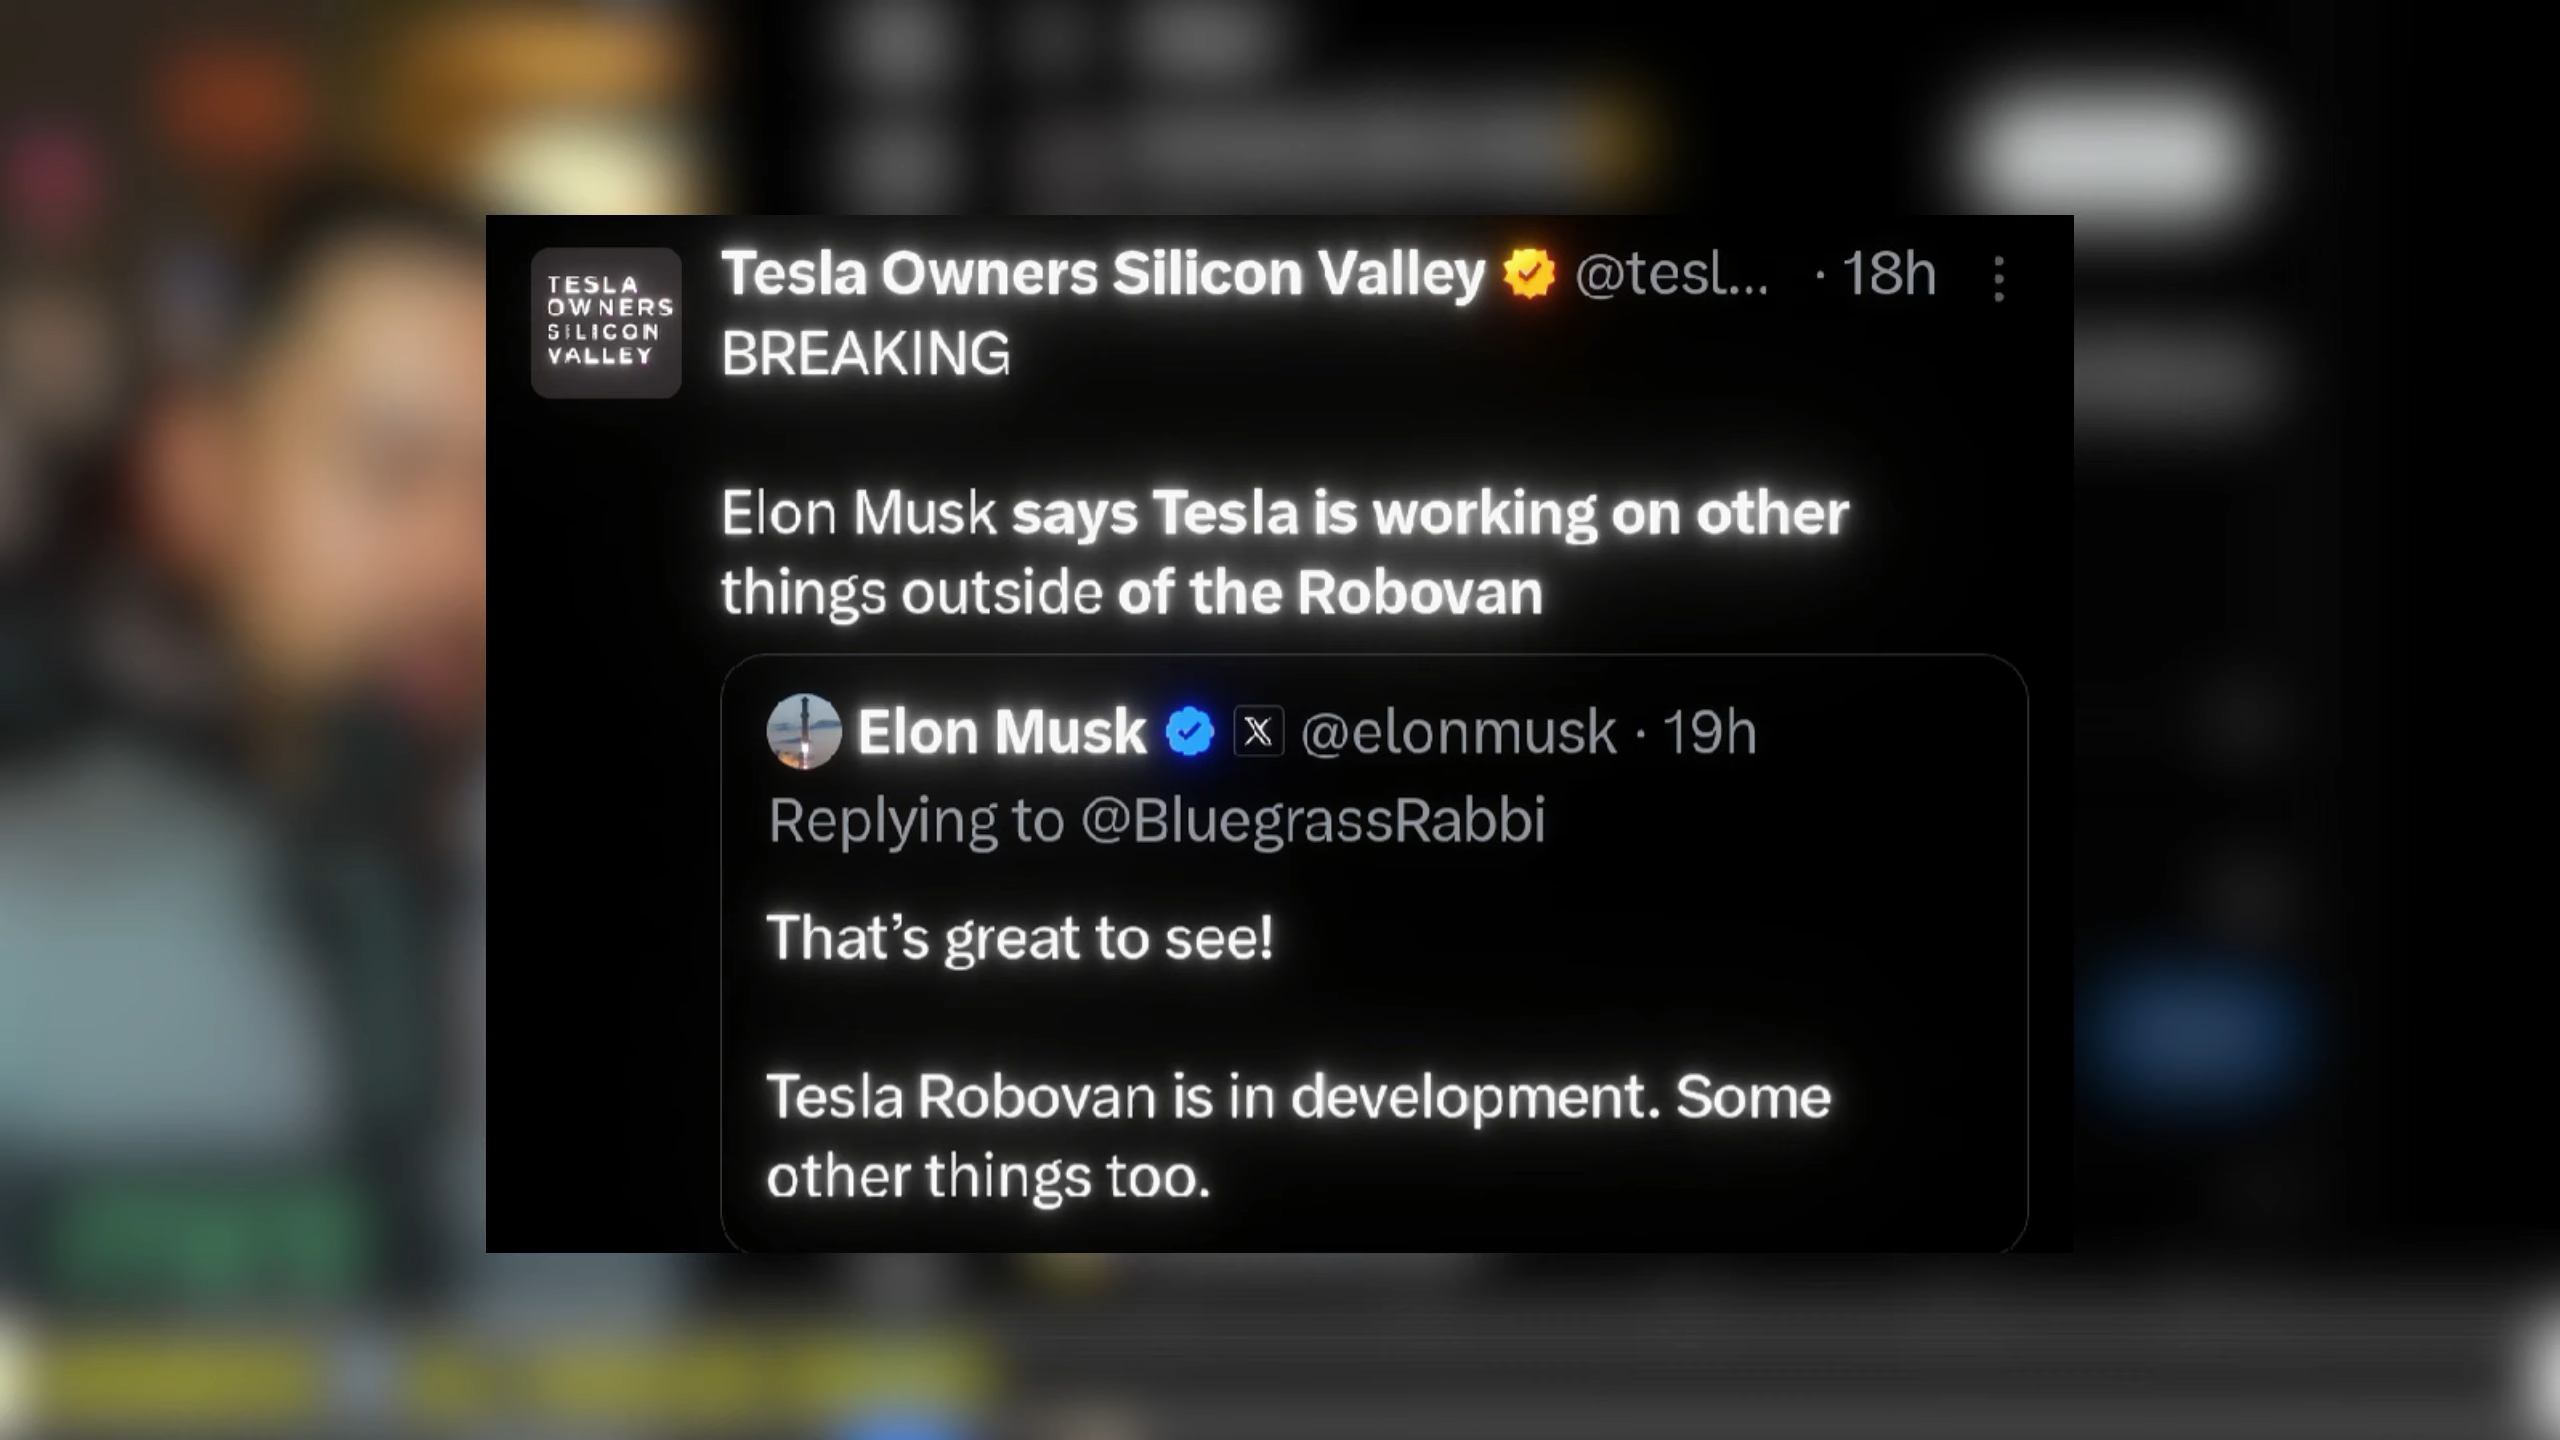 TESLA
OWNERS
SILICON
VALLEY
Tesla Owners Silicon Valley @tesl... · 18h
BREAKING
Elon Musk says Tesla is working on other
things outside of the Robovan
Elon Musk X @elonmusk · 19h
Replying to @BluegrassRabbi
That’s great to see!
Tesla Robovan is in development. Some
other things too.